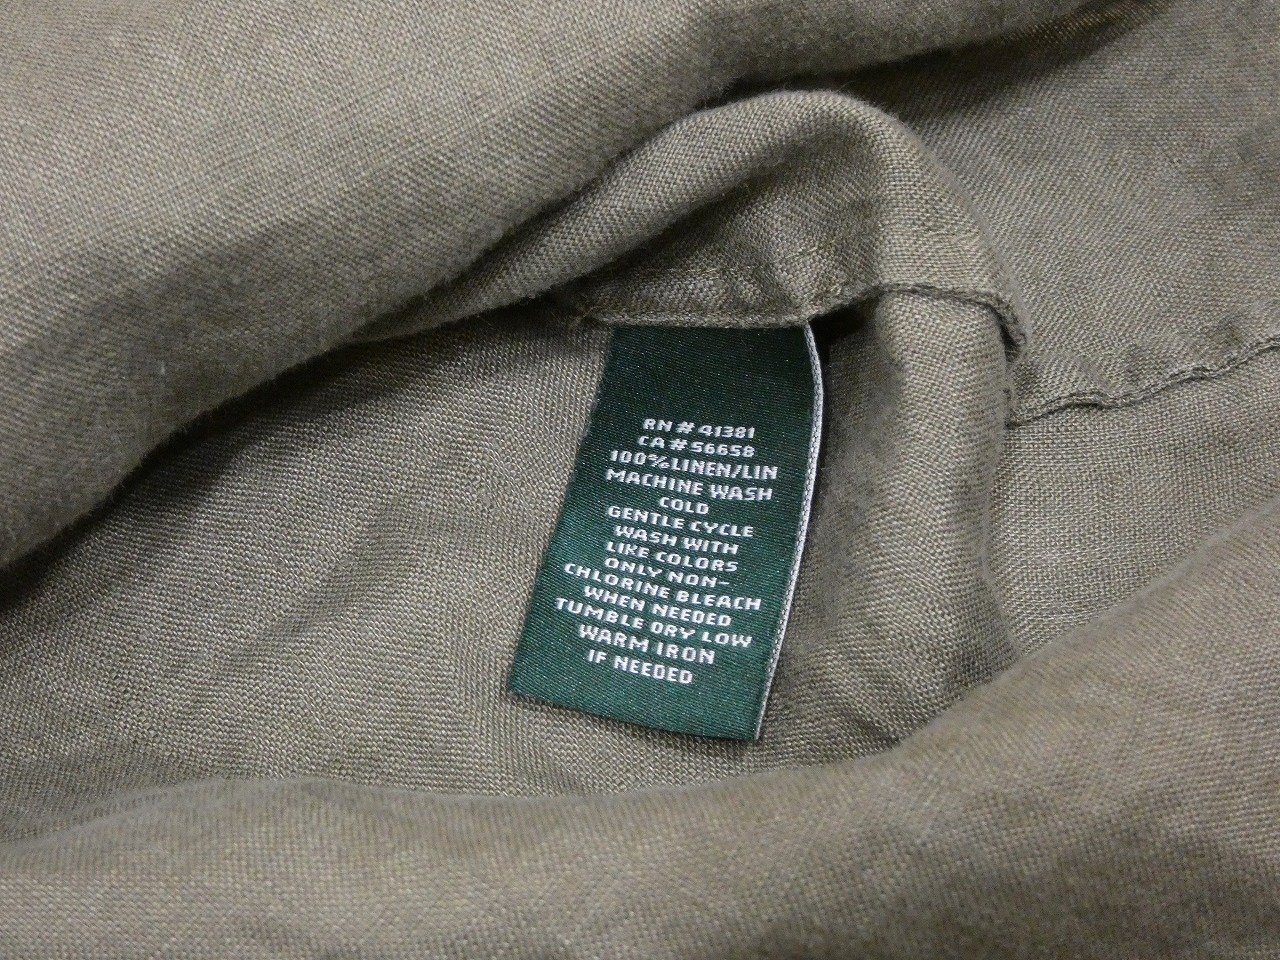 RN # 41381
CA # 56658
100% LINEN/LIN
MACHINE WASH
COLD
GENTLE CYCLE
WASH WITH
LIKE COLORS
ONLY NON-
CHLORINE BLEACH
WHEN NEEDED
TUMBLE DRY LOW
WARM IRON
IF NEEDED